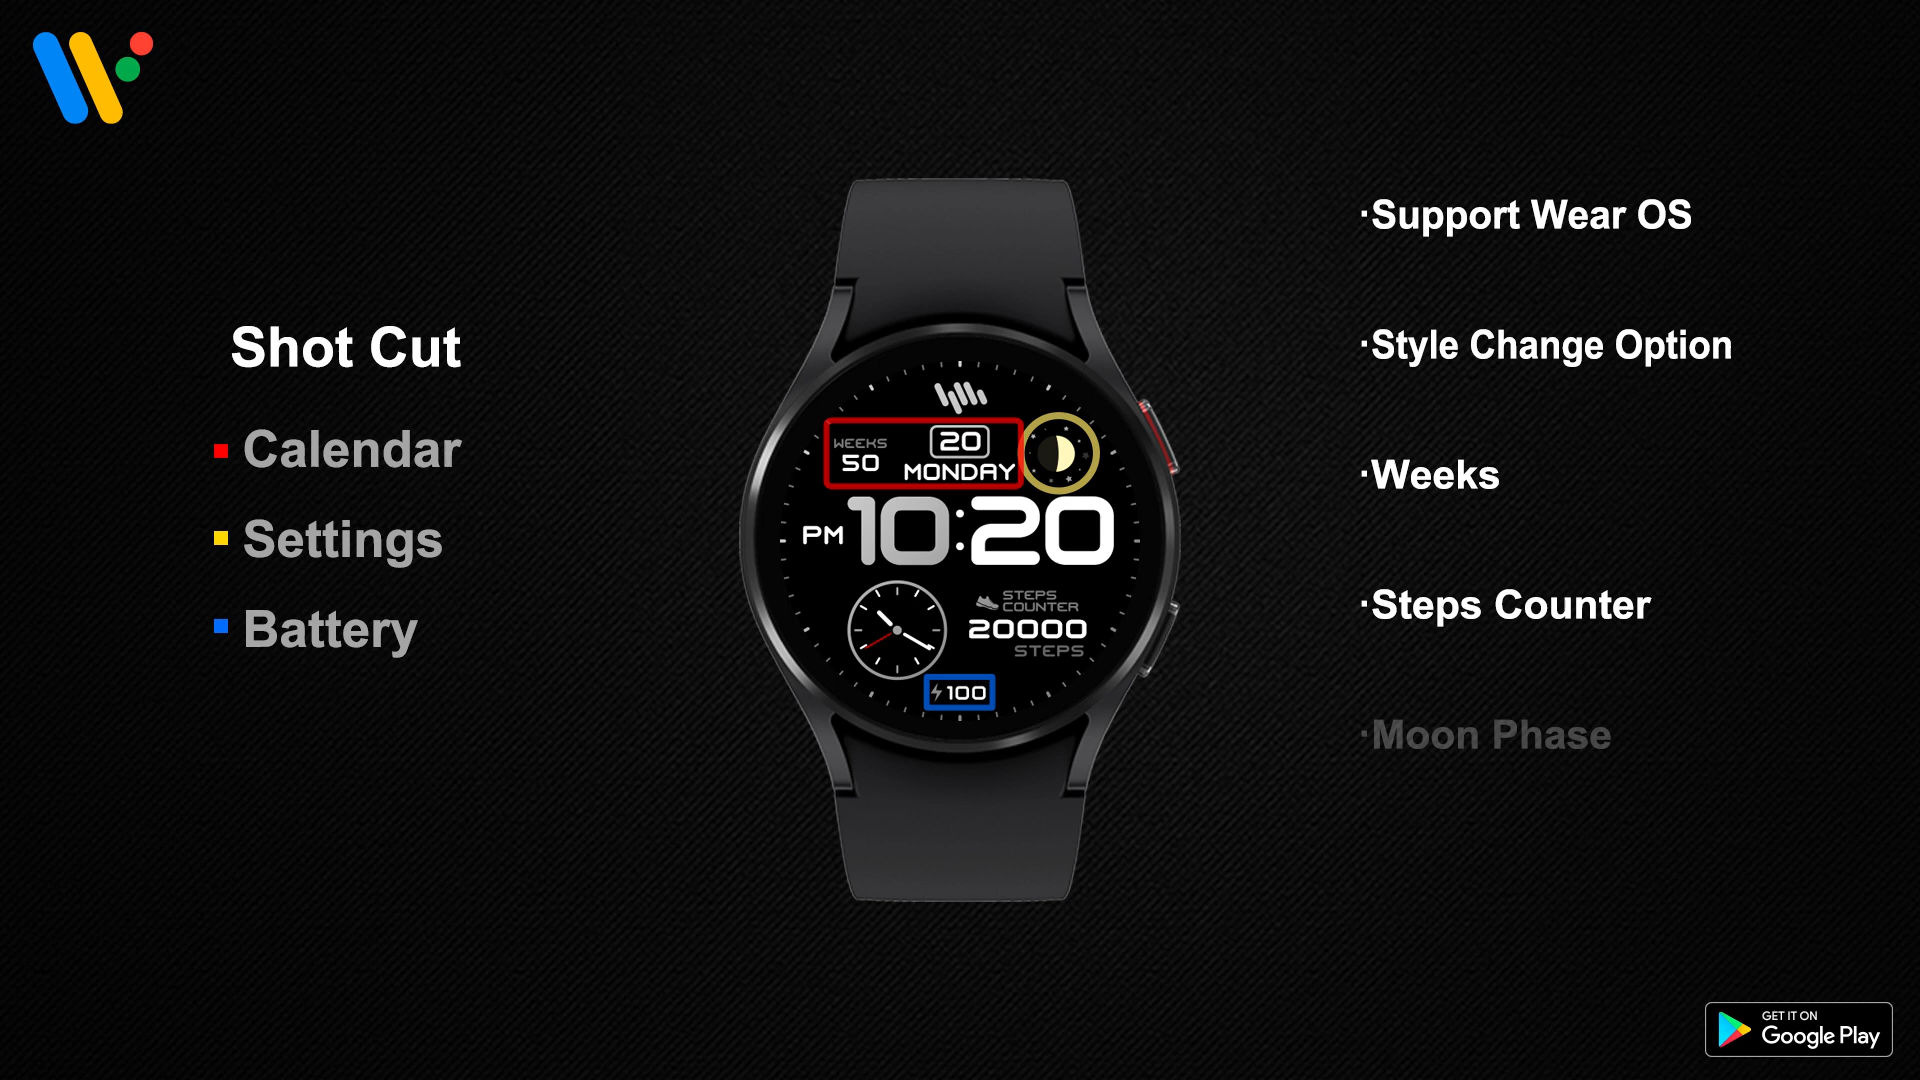 Shot Cut
Calendar
Settings
Battery
WEEKS
50
20
MONDAY
PM 10:20
STEPS
COUNTER
20000
STEPS
100
·Support Wear OS
·Style Change Option
·Weeks
·Steps Counter
·Moon Phase
GET IT ON
Google Play